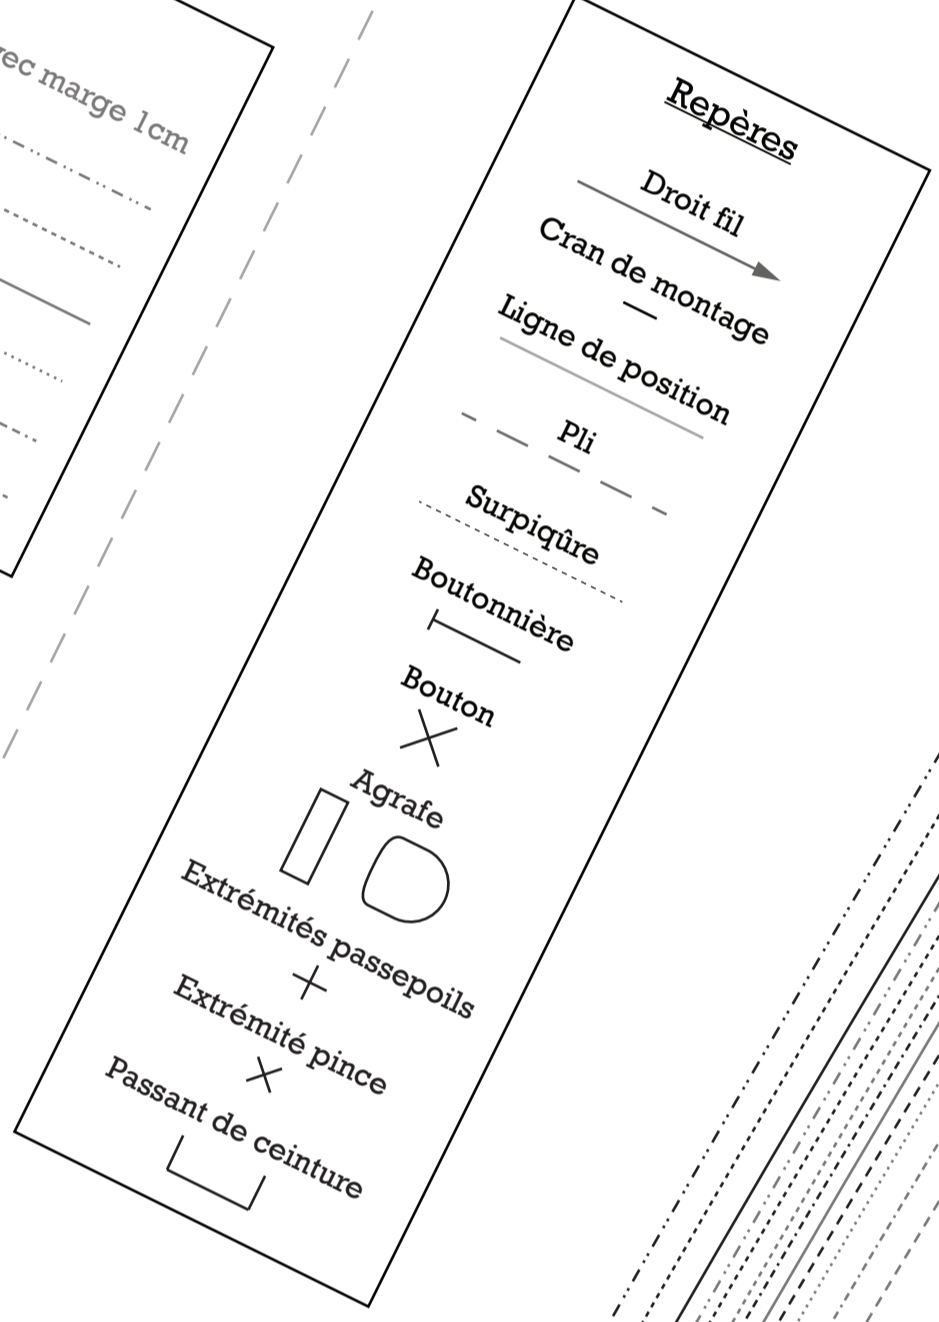 marge 1cm
Repères
Droit fil
Cran de montage
Ligne de position
Pli
Surpiqûre
Boutonnière
Bouton
Agrafe
Extrémités passepoils
Extrémité pince
Passant de ceinture